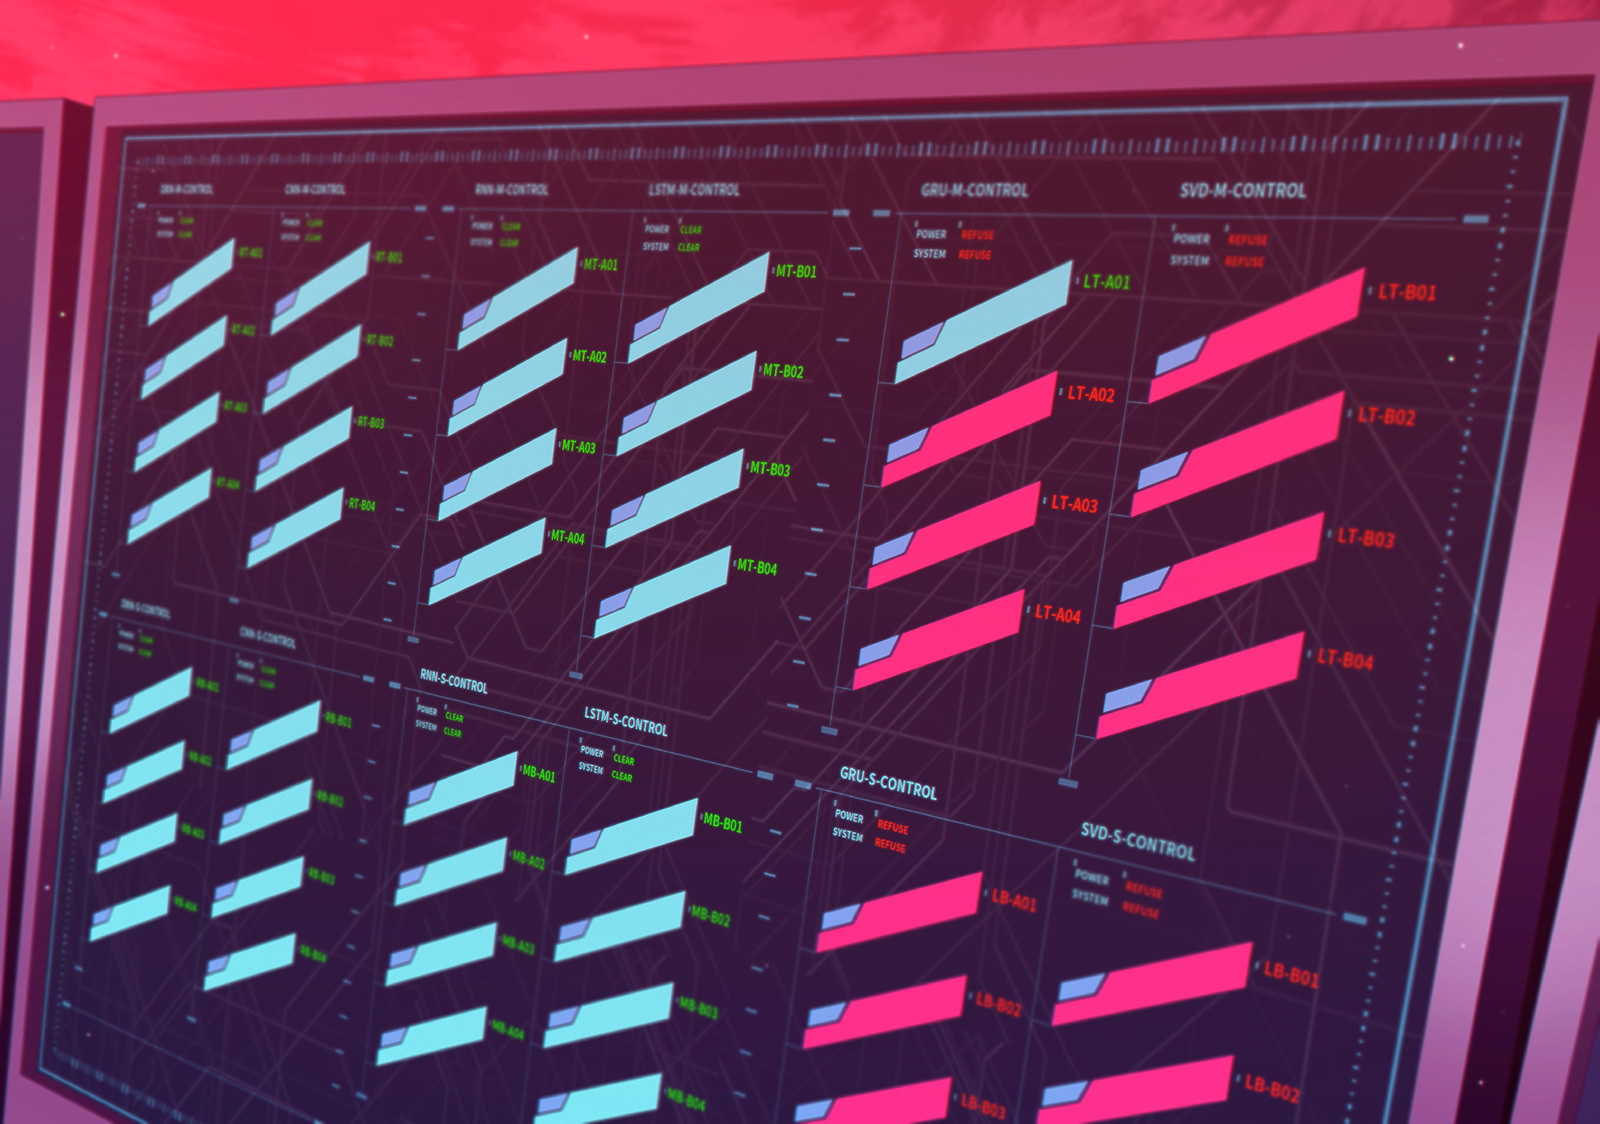 DBN-M-CONTROL
POWER CLEAR
SYSTEM CLEAR
RT-A01
RT-A02
RT-A03
RT-A04
CNN-M-CONTROL
POWER CLEAR
SYSTEM CLEAR
RT-B01
RT-B02
RT-B03
RT-B04
RNN-M-CONTROL
POWER CLEAR
SYSTEM CLEAR
MT-A01
MT-A02
MT-A03
MT-A04
LSTM-M-CONTROL
POWER CLEAR
SYSTEM CLEAR
MT-B01
MT-B02
MT-B03
MT-B04
GRU-M-CONTROL
POWER REFUSE
SYSTEM REFUSE
LT-A01
LT-A02
LT-A03
LT-A04
SVD-M-CONTROL
POWER REFUSE
SYSTEM REFUSE
LT-B01
LT-B02
LT-B03
LT-B04
DBN-S-CONTROL
POWER CLEAR
SYSTEM CLEAR
RB-A01
RB-A02
RB-A03
RB-A04
CNN-S-CONTROL
POWER CLEAR
SYSTEM CLEAR
RB-B01
RB-B02
RB-B03
RB-B04
RNN-S-CONTROL
POWER CLEAR
SYSTEM CLEAR
MB-A01
MB-A02
MB-A03
MB-A04
LSTM-S-CONTROL
POWER CLEAR
SYSTEM CLEAR
MB-B01
MB-B02
MB-B03
MB-B04
GRU-S-CONTROL
POWER REFUSE
SYSTEM REFUSE
LB-A01
LB-B02
LB-B03
SVD-S-CONTROL
POWER REFUSE
SYSTEM REFUSE
LB-B01
LB-B02